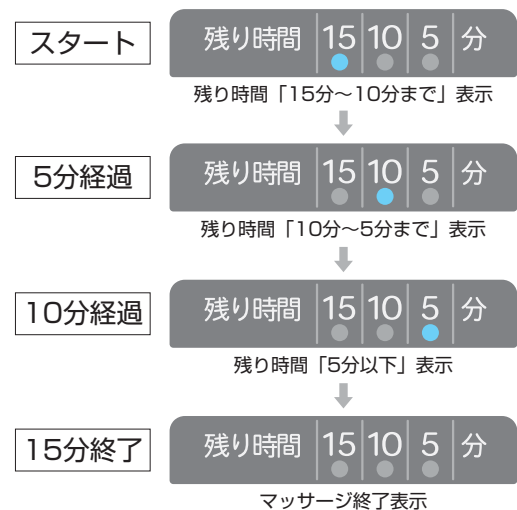 スタート
残り時間 15 10 5 分
残り時間「15分～10分まで」表示
5分経過
残り時間 15 10 5 分
残り時間「10分～5分まで」表示
10分経過
残り時間 15 10 5 分
残り時間「5分以下」表示
15分終了
残り時間 15 10 5 分
マッサージ終了表示